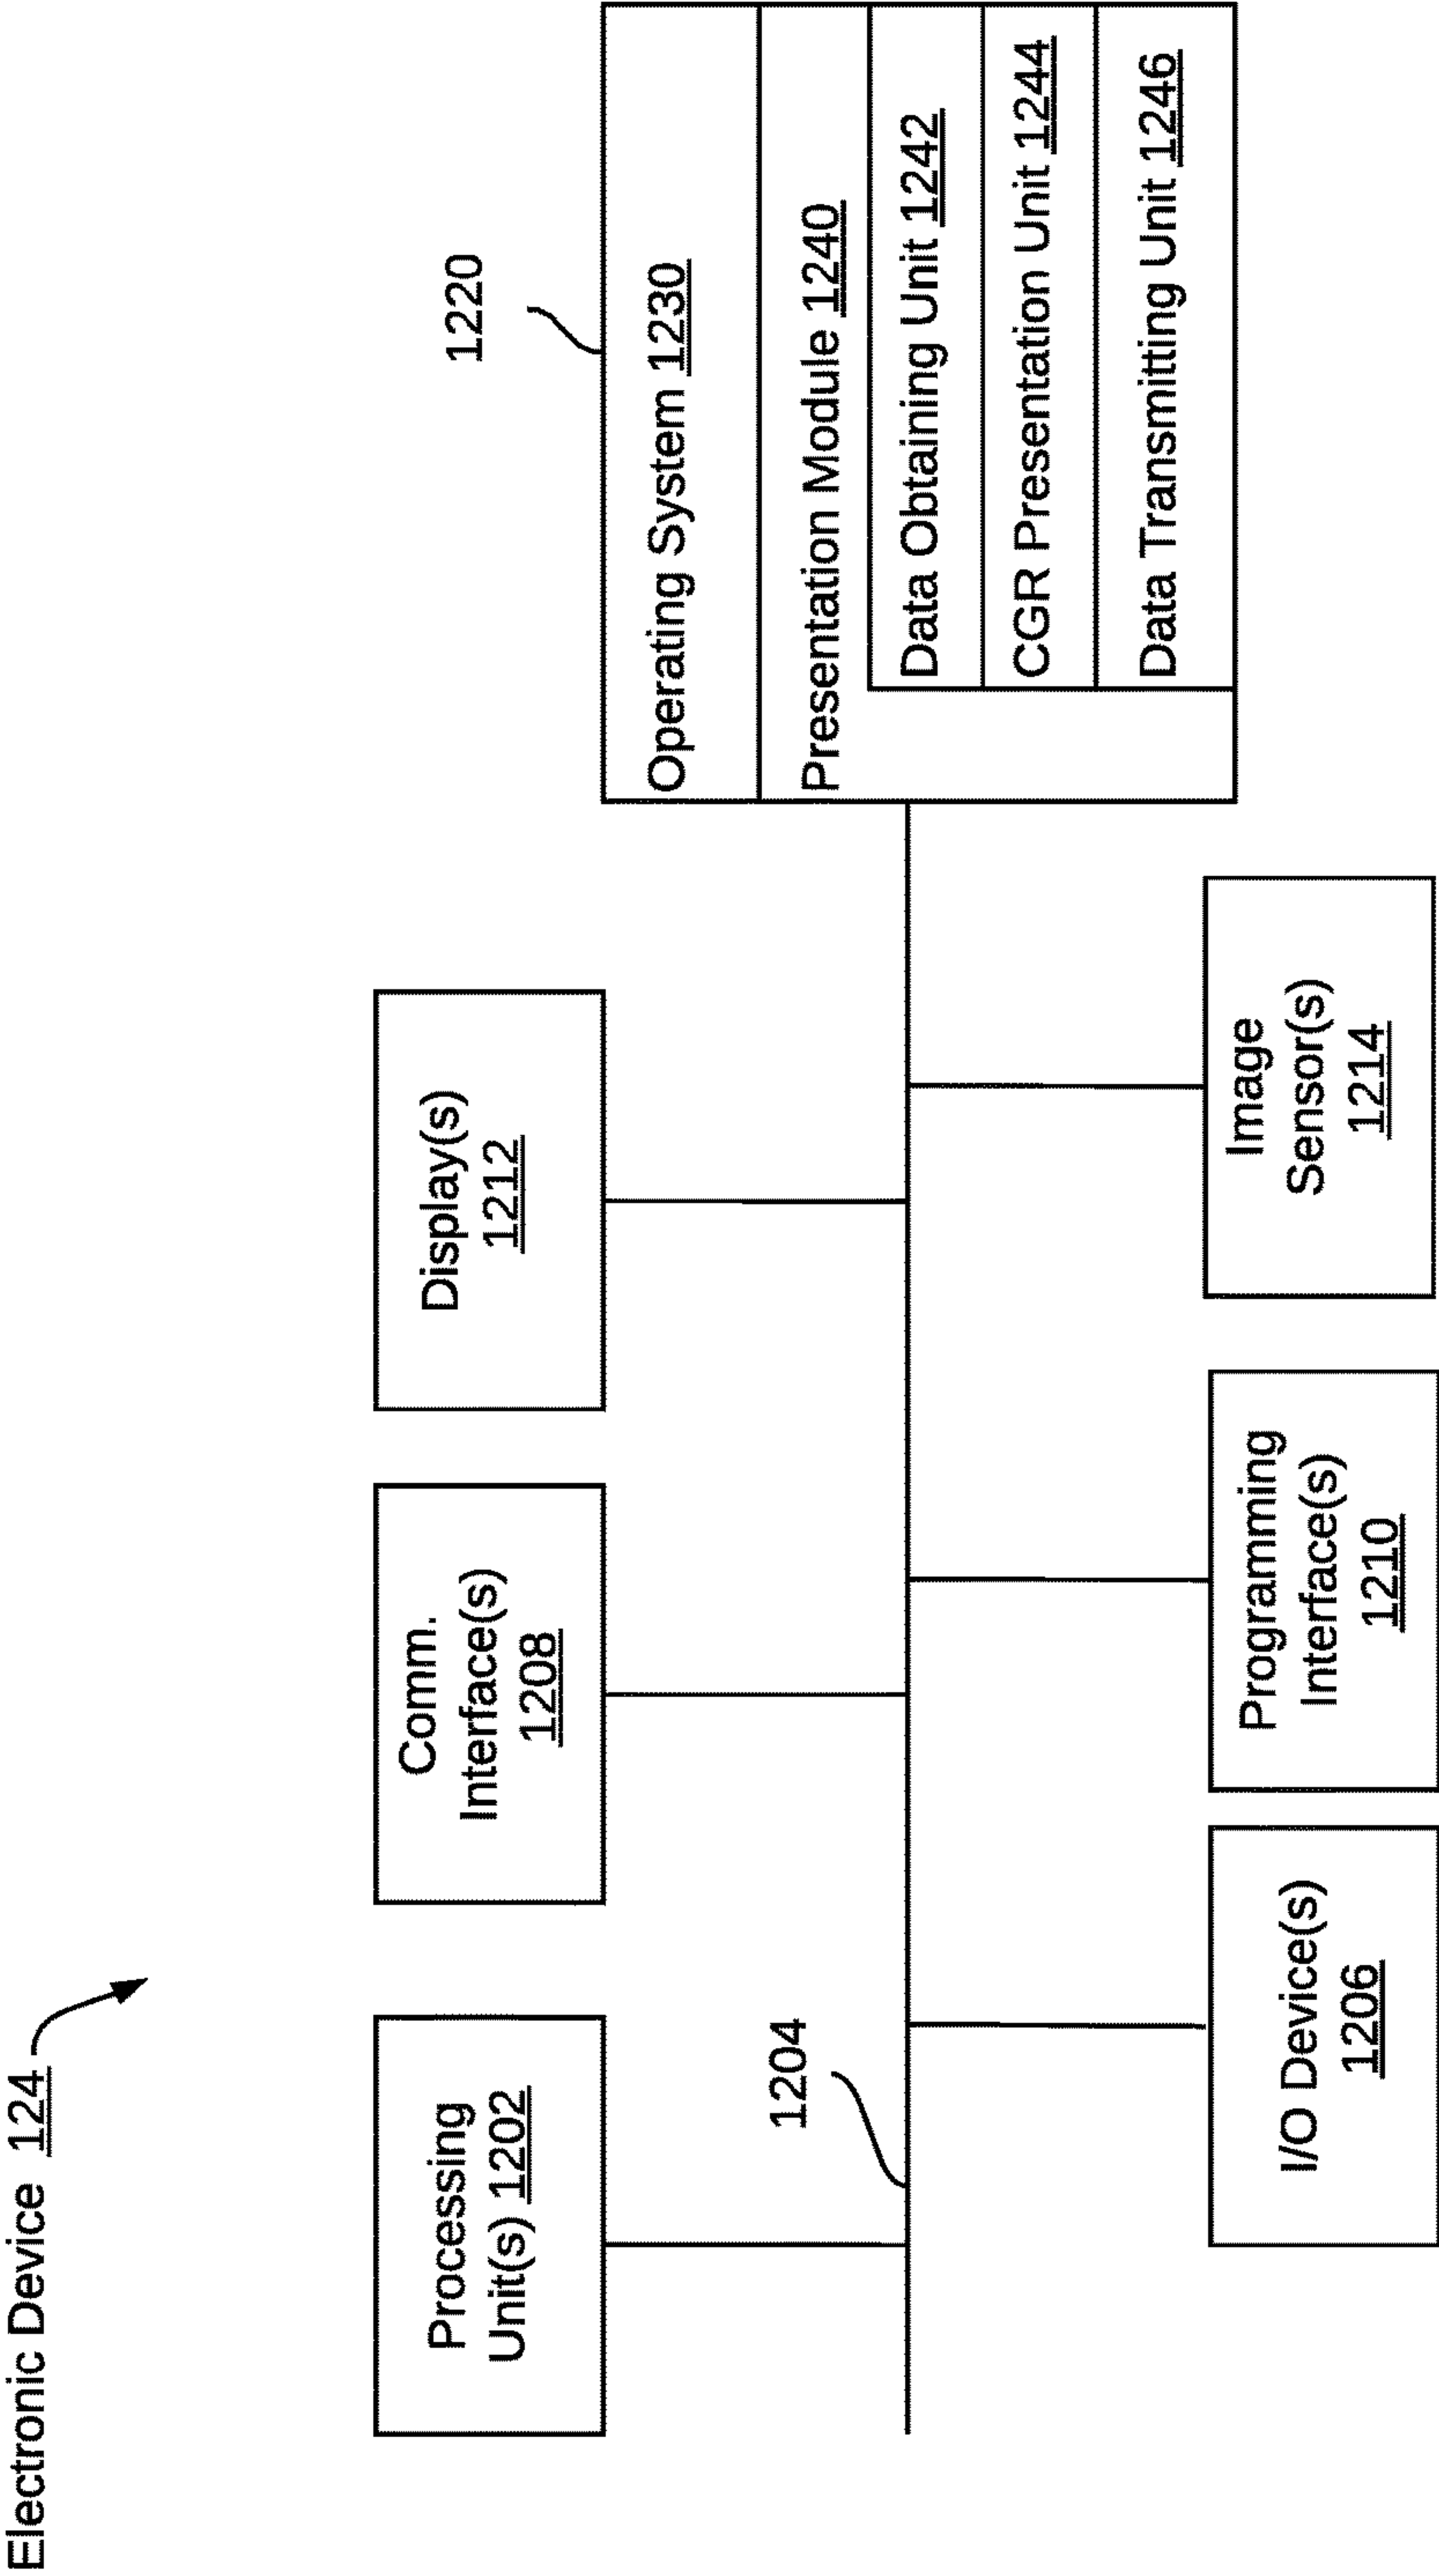 Electronic Device 124
Processing
Unit(s) 1202
Comm.
Interface(s)
1208
Display(s)
1212
1220
1204
Operating System 1230
Presentation Module 1240
Data Obtaining Unit 1242
CGR Presentation Unit 1244
Data Transmitting Unit 1246
I/O Device(s)
1206
Programming
Interface(s)
1210
Image
Sensor(s)
1214